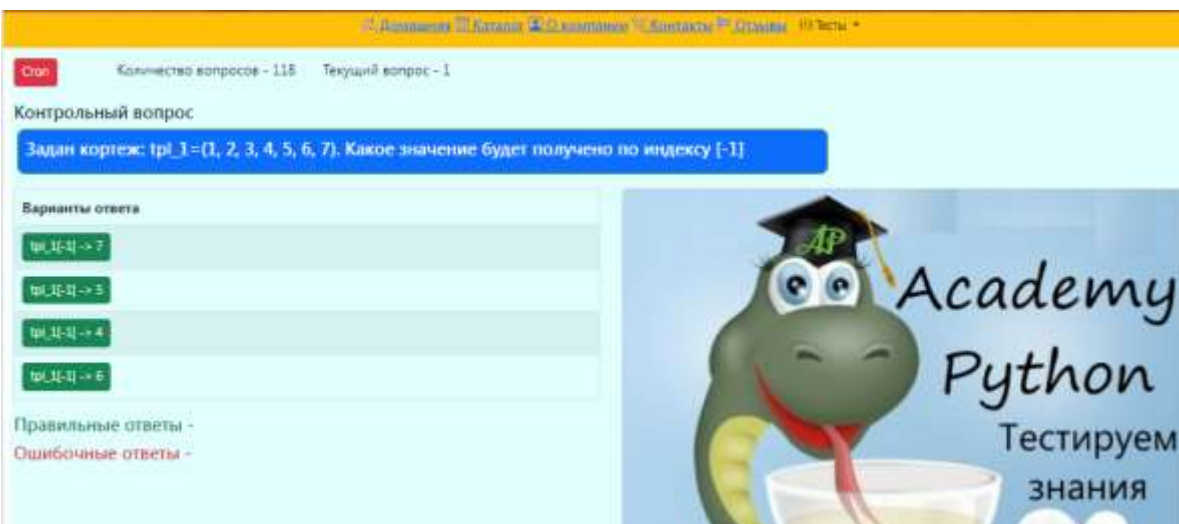 Домашняя Каталог О компании Контакты Отзывы Тесты
Стоп Количество вопросов - 118 Текущий вопрос - 1
Контрольный вопрос
Задан кортеж: tpl_1=(1, 2, 3, 4, 5, 6, 7). Какое значение будет получено по индексу [-1]
Варианты ответа
tpl_1[-1] -> 7
tpl_1[-1] -> 5
tpl_1[-1] -> 4
tpl_1[-1] -> 6
Правильные ответы -
Ошибочные ответы -
AP
Academy
Python
Тестируем
знания